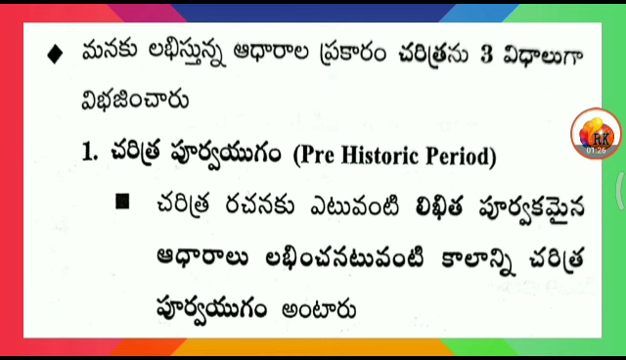 ◆ మనకు లభిస్తున్న ఆధారాల ప్రకారం చరిత్రను 3 విధాలుగా
విభజించారు
1. చరిత్ర పూర్వయుగం (Pre Historic Period)
■ చరిత్ర రచనకు ఎటువంటి లిఖిత పూర్వకమైన
ఆధారాలు లభించనటువంటి కాలాన్ని చరిత్ర
పూర్వయుగం అంటారు
RK
01:26